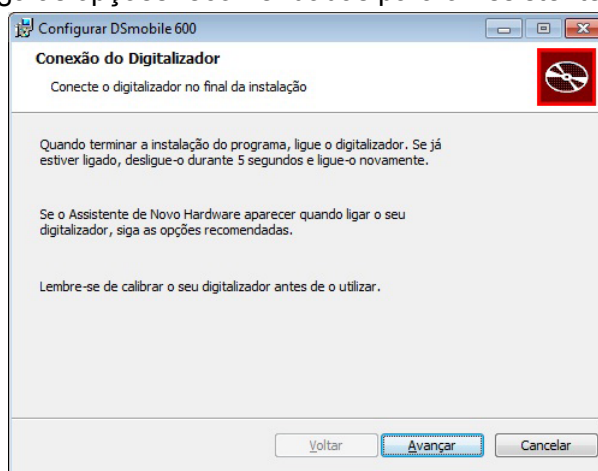 Configurar DSmobile 600
Conexão do Digitalizador
Conecte o digitalizador no final da instalação
Quando terminar a instalação do programa, ligue o digitalizador. Se já
estiver ligado, desligue-o durante 5 segundos e ligue-o novamente.
Se o Assistente de Novo Hardware aparecer quando ligar o seu
digitalizador, siga as opções recomendadas.
Lembre-se de calibrar o seu digitalizador antes de o utilizar.
Voltar
Avançar
Cancelar